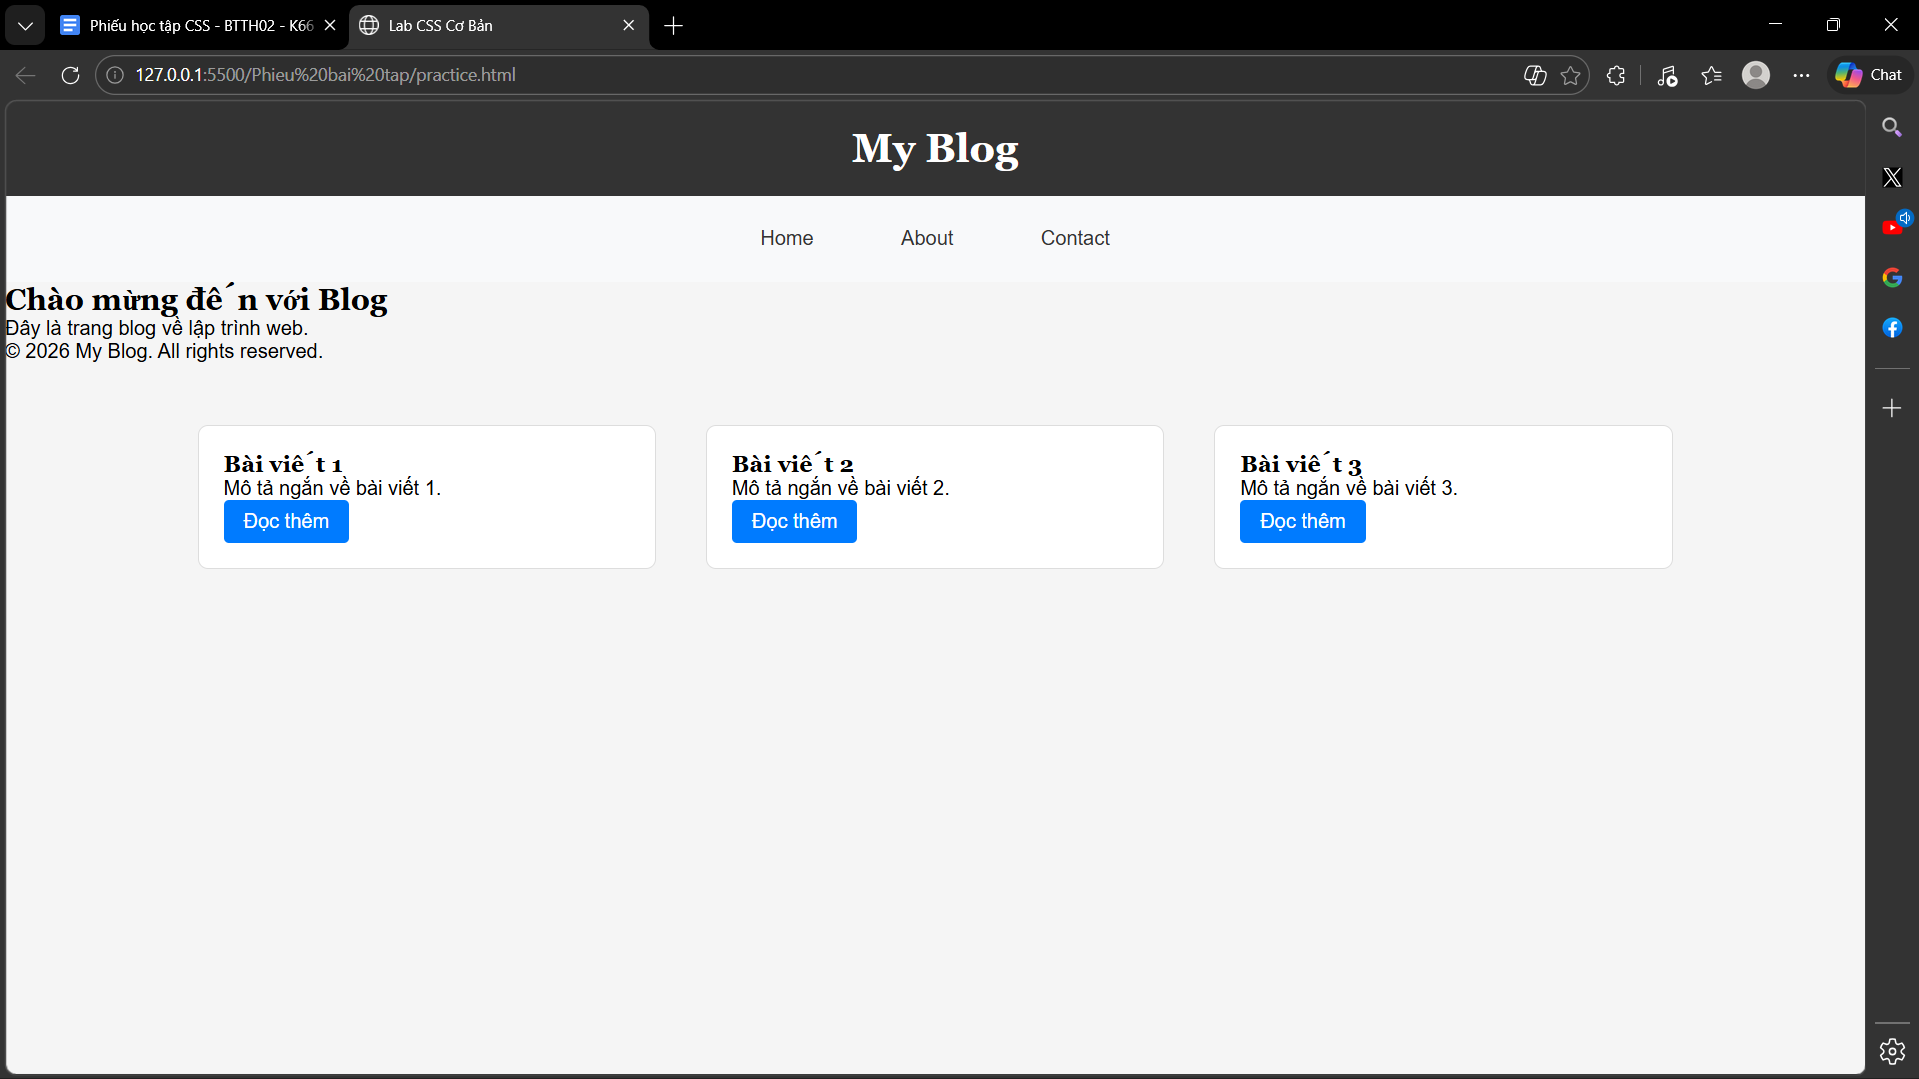 Phiếu học tập CSS - BTTH02 - K66
Lab CSS Cơ Bản
127.0.0.1:5500/Phieu%20bai%20tap/practice.html
Chat
My Blog
Home About Contact
Chào mừng đến với Blog
Đây là trang blog về lập trình web.
© 2026 My Blog. All rights reserved.
Bài viết 1
Mô tả ngắn về bài viết 1.
Đọc thêm
Bài viết 2
Mô tả ngắn về bài viết 2.
Đọc thêm
Bài viết 3
Mô tả ngắn về bài viết 3.
Đọc thêm